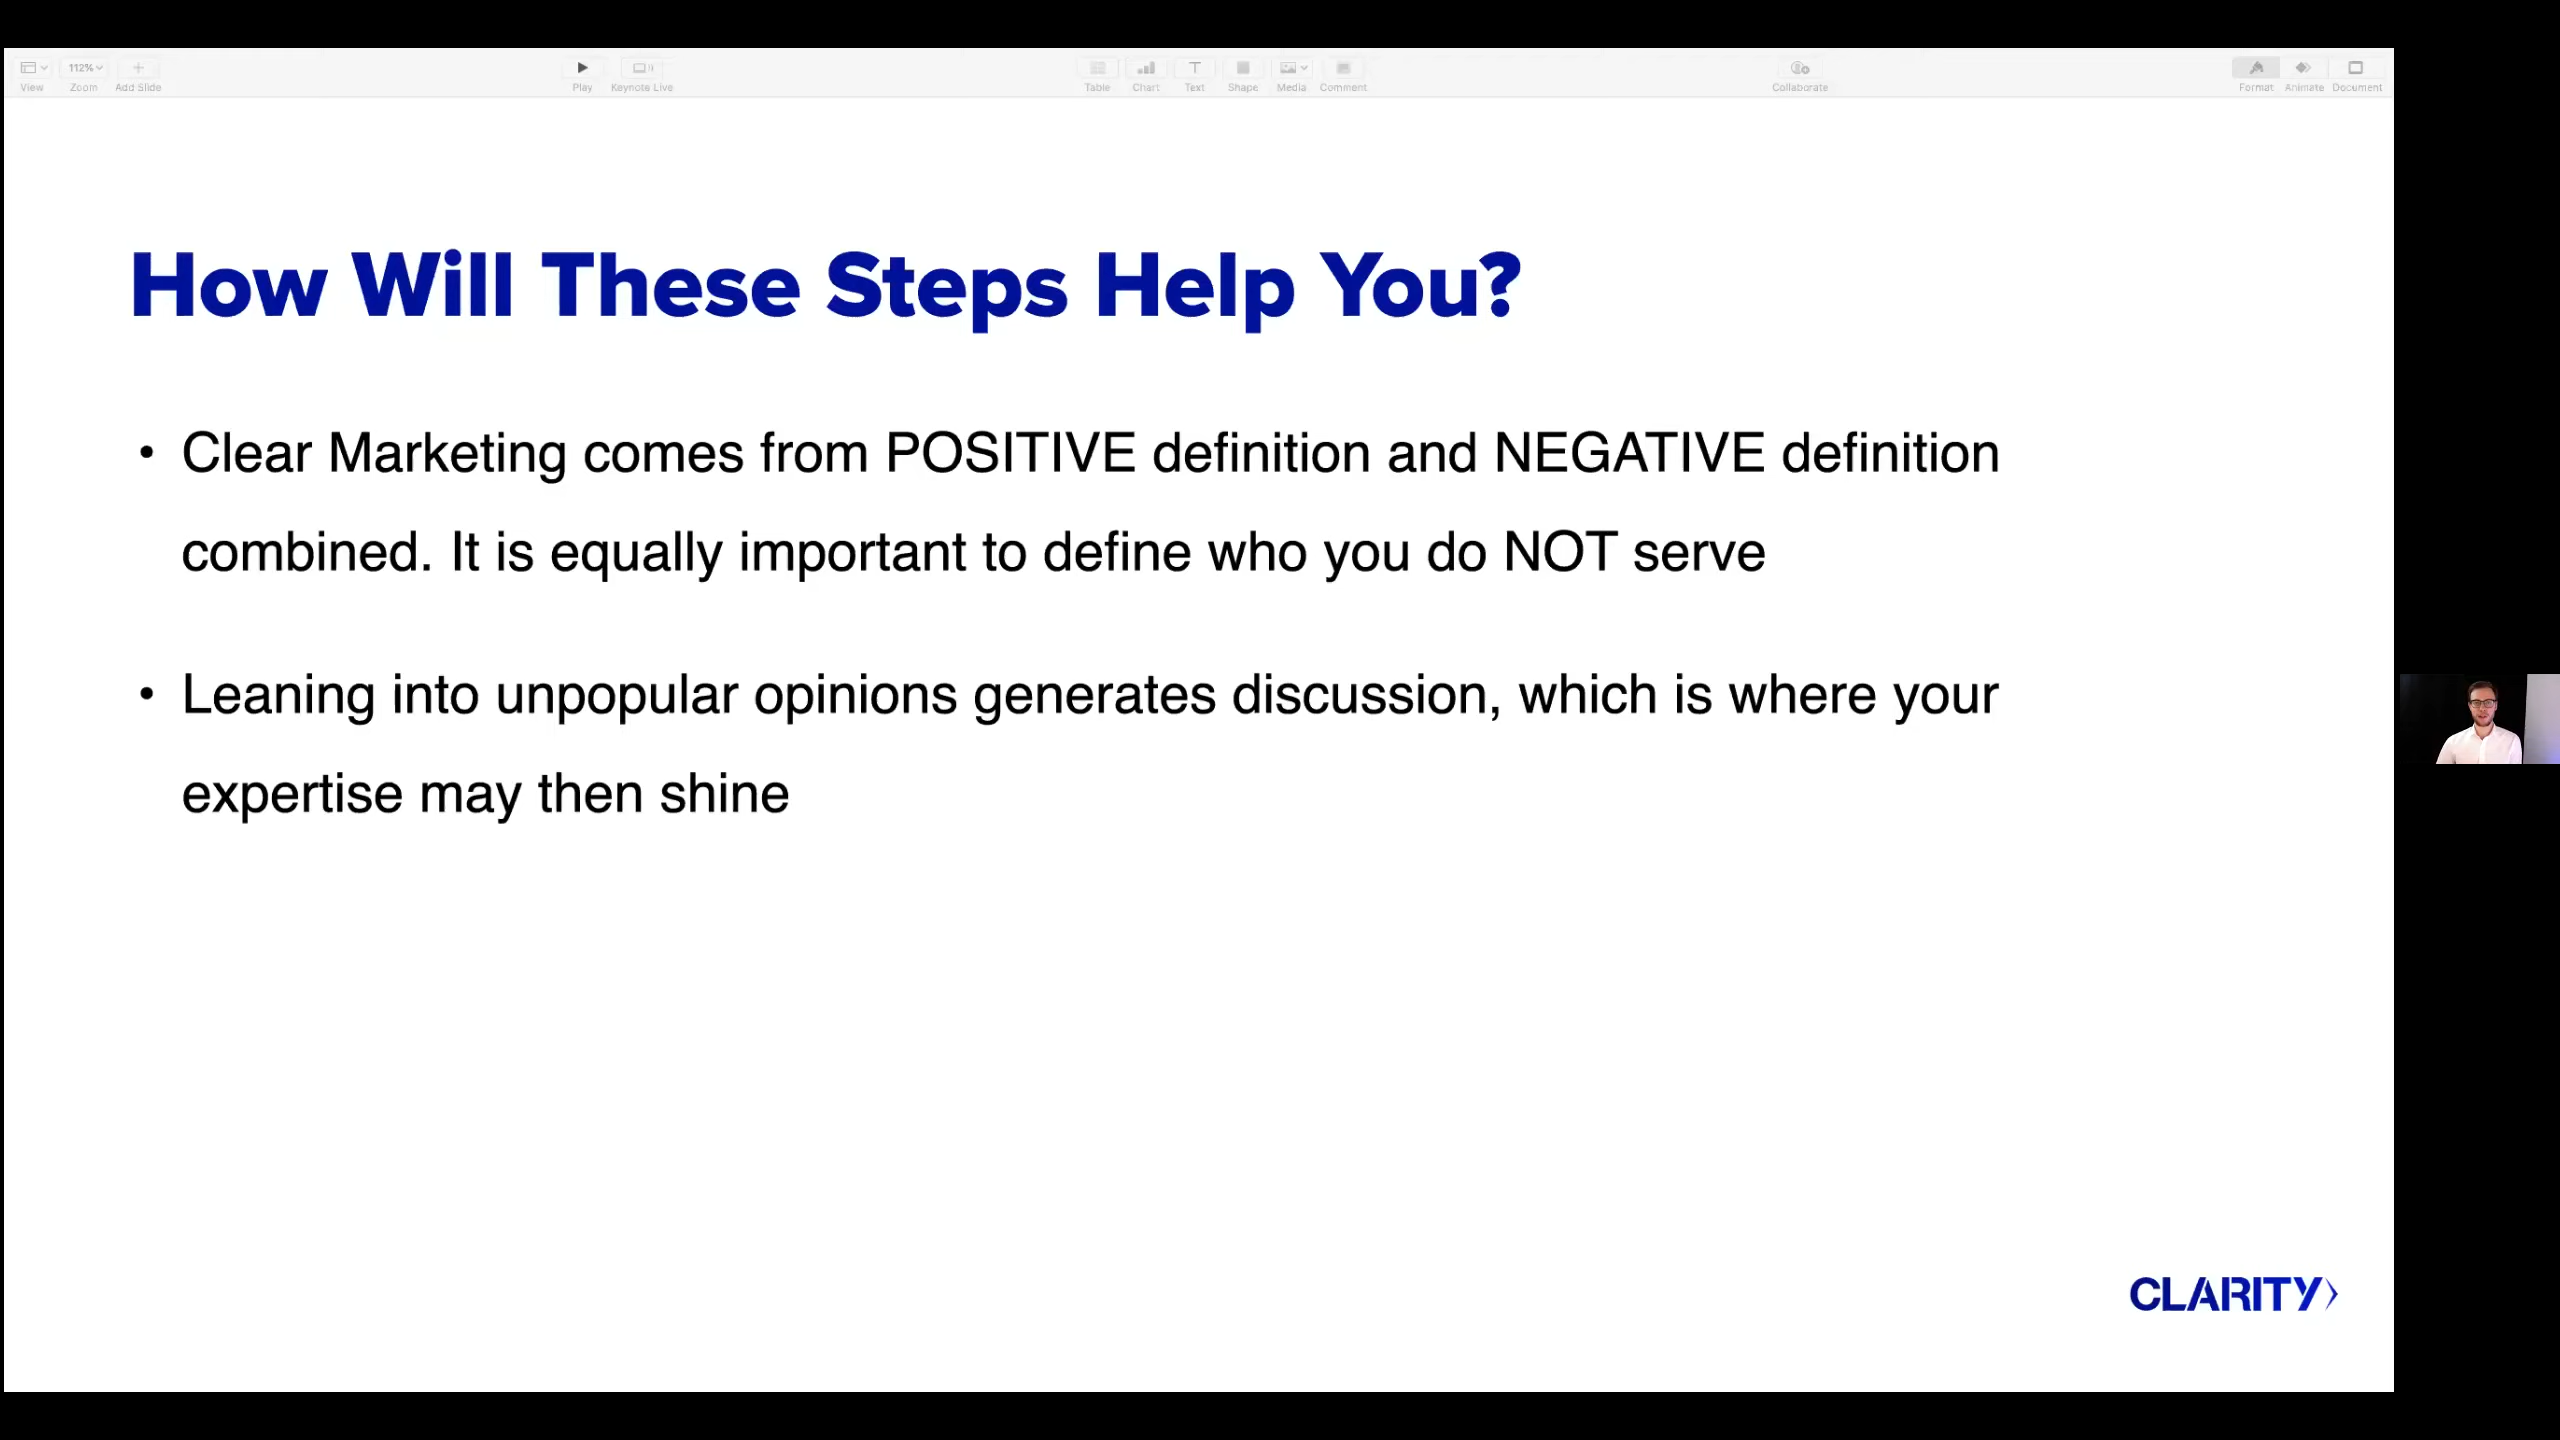 112%
View Zoom Add Slide Play Keynote Live Table Chart Text Shape Media Comment Collaborate Format Animate Document
How Will These Steps Help You?
• Clear Marketing comes from POSITIVE definition and NEGATIVE definition
combined. It is equally important to define who you do NOT serve
• Leaning into unpopular opinions generates discussion, which is where your
expertise may then shine
CLARITY